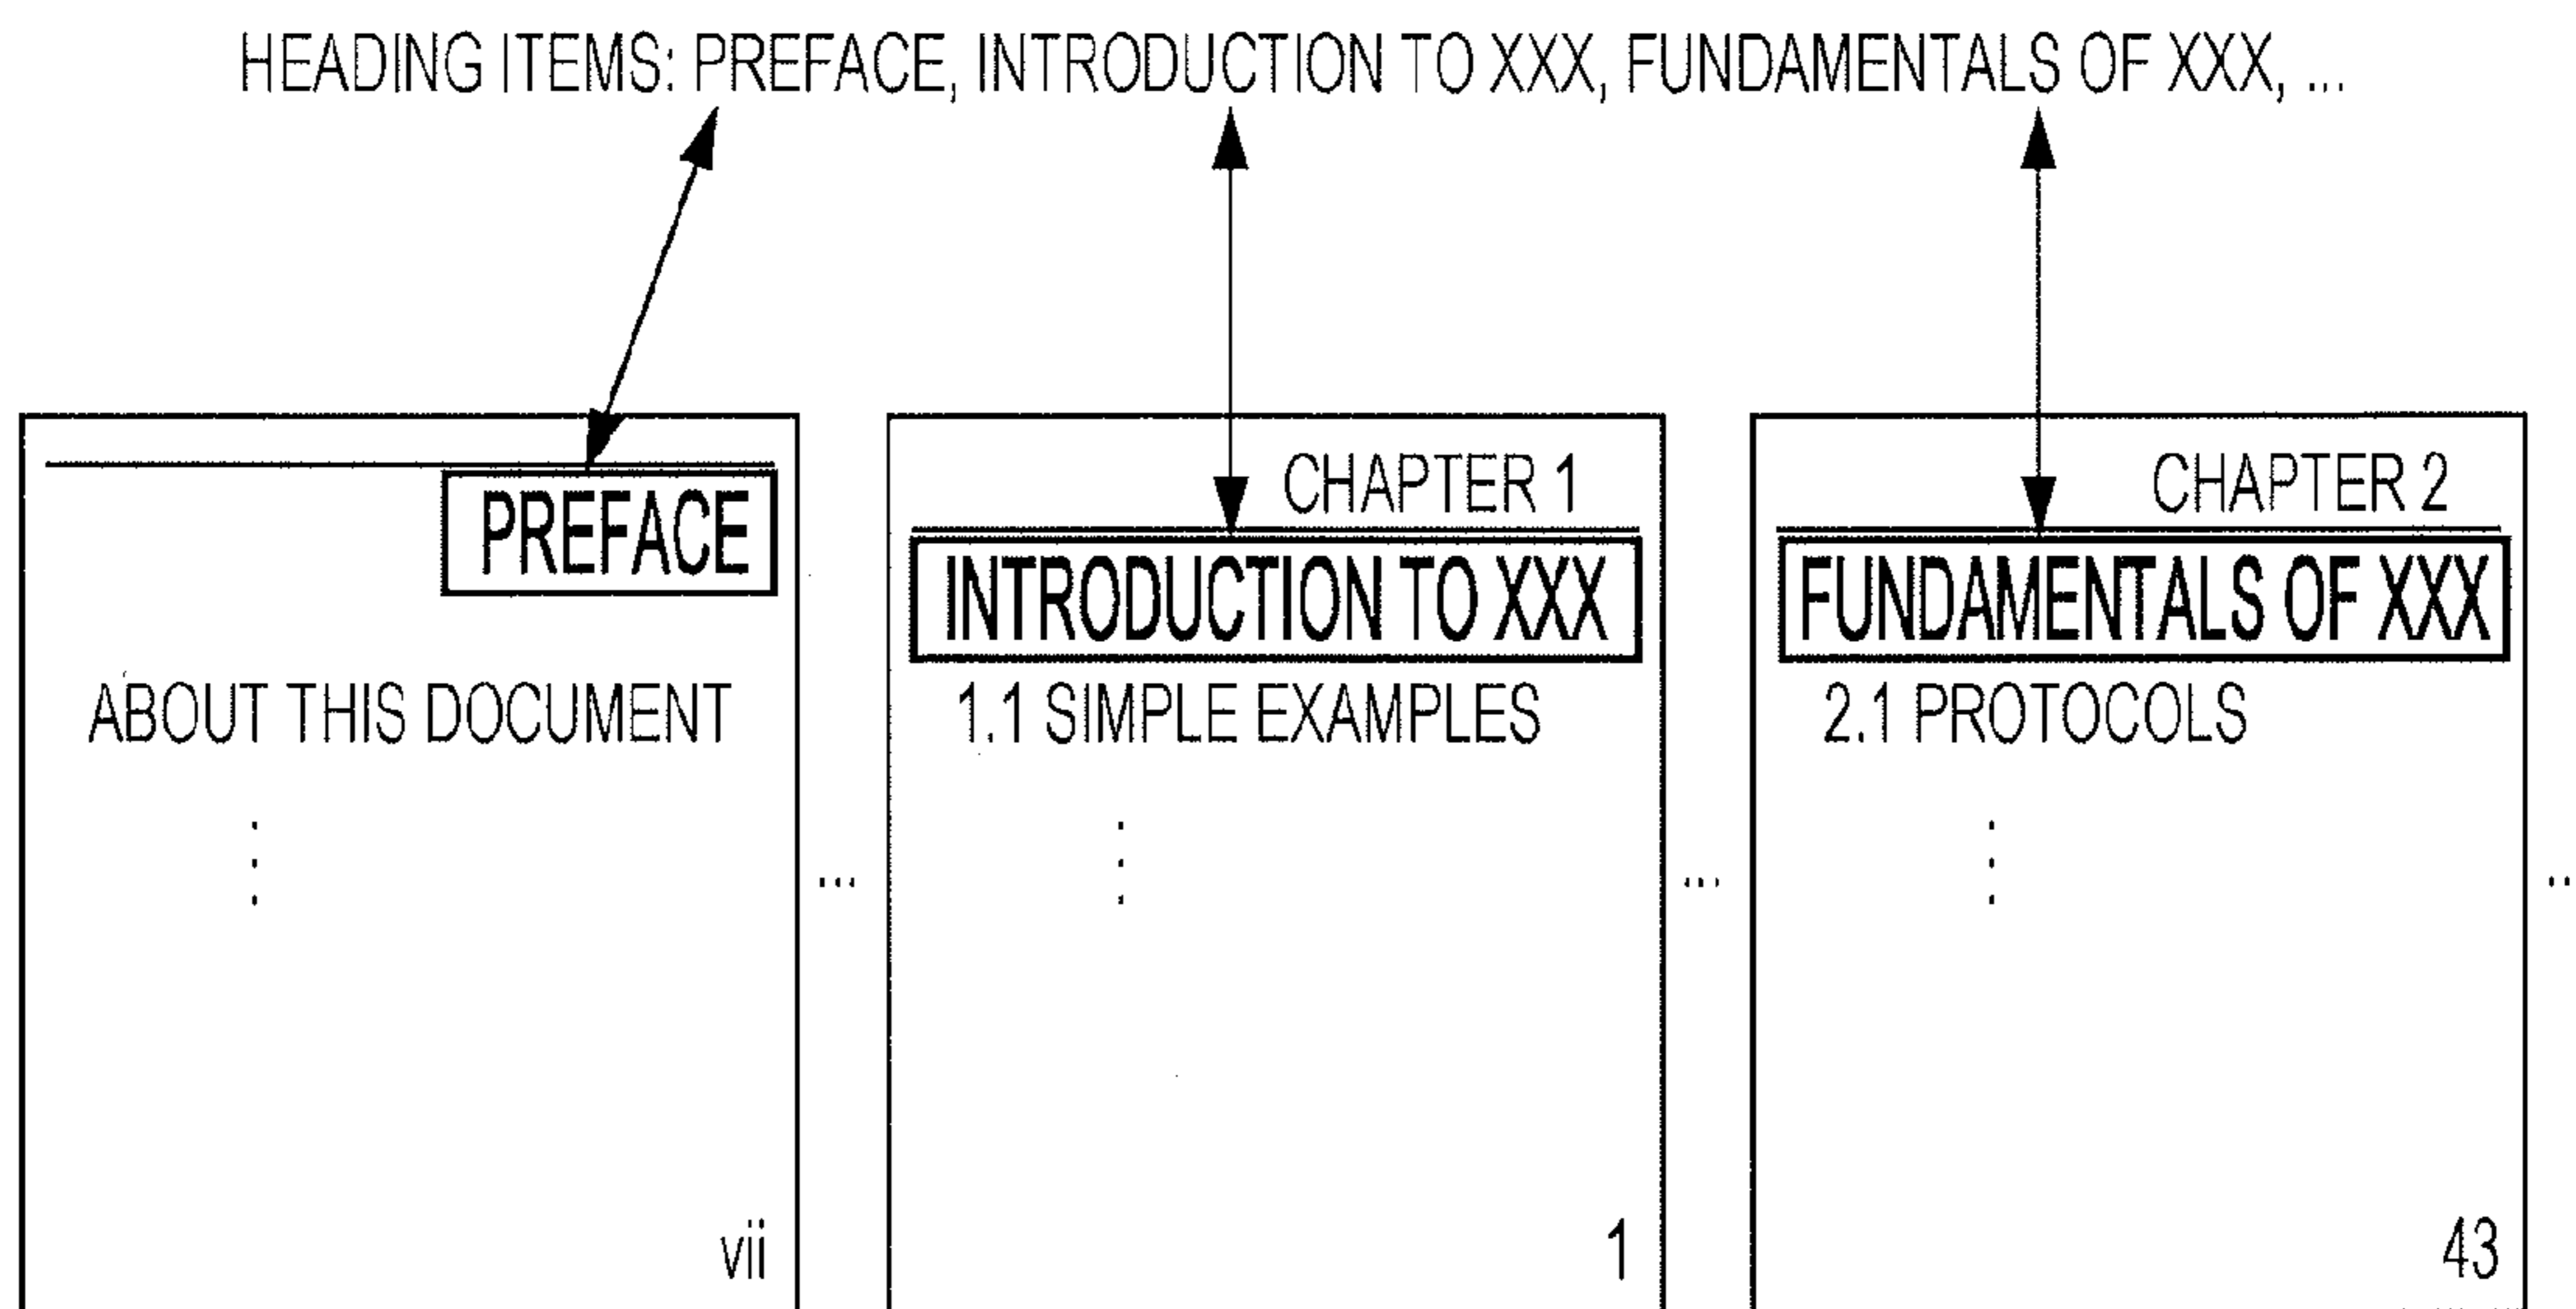 HEADING ITEMS: PREFACE, INTRODUCTION TO XXX, FUNDAMENTALS OF XXX, ...
PREFACE
ABOUT THIS DOCUMENT
:
vii
...
CHAPTER 1
INTRODUCTION TO XXX
1.1 SIMPLE EXAMPLES
:
1
...
CHAPTER 2
FUNDAMENTALS OF XXX
2.1 PROTOCOLS
:
43
..